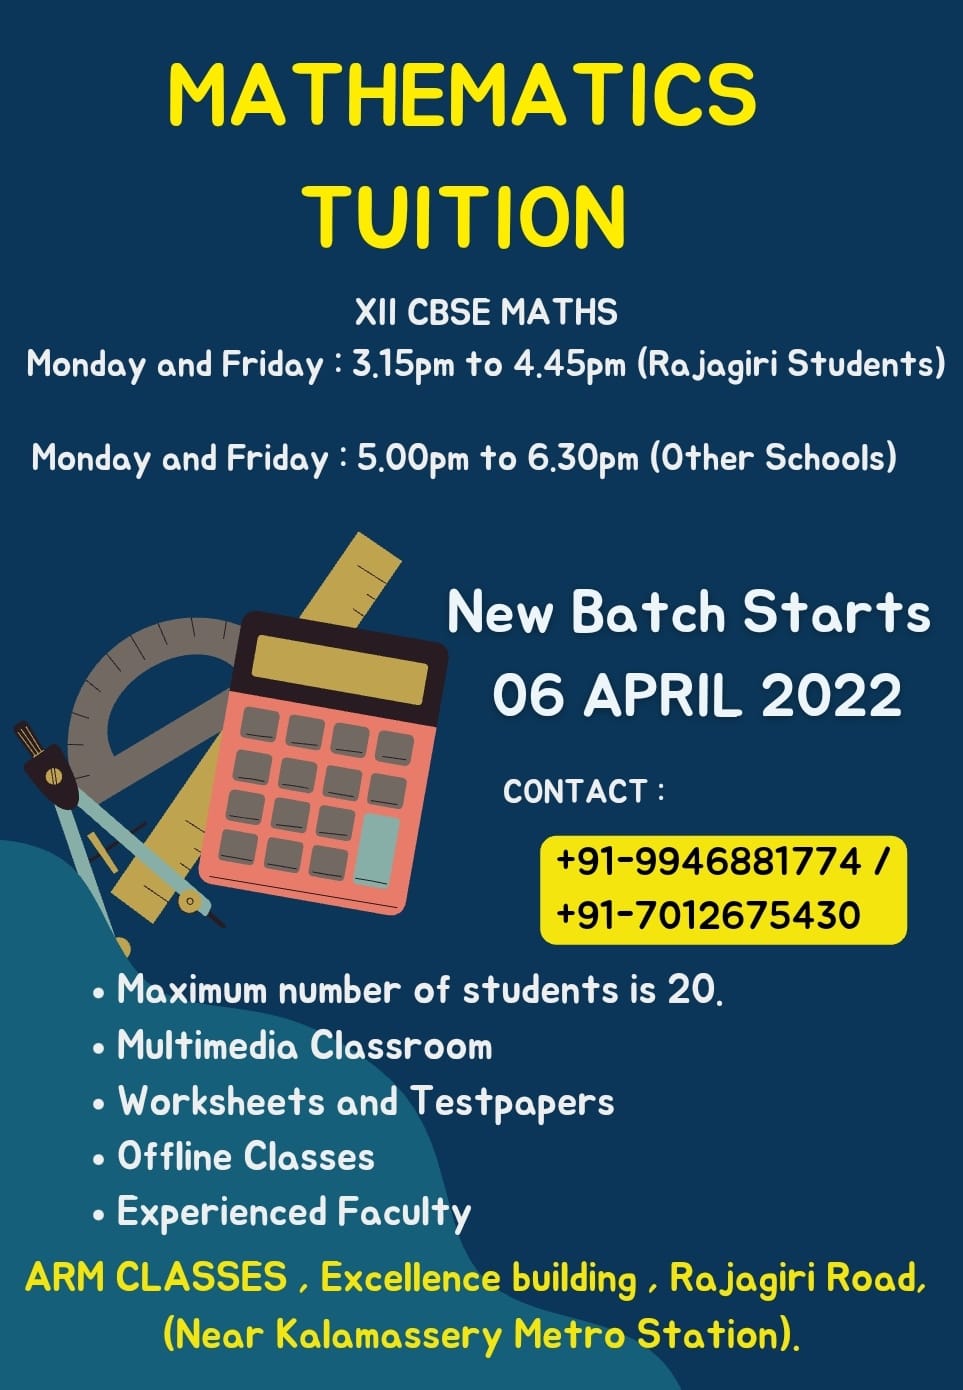 MATHEMATICS
TUITION
XII CBSE MATHS
Monday and Friday : 3.15pm to 4.45pm (Rajagiri Students)
Monday and Friday : 5.00pm to 6.30pm (Other Schools)
New Batch Starts
06 APRIL 2022
CONTACT :
+91-9946881774 /
+91-7012675430
• Maximum number of students is 20.
• Multimedia Classroom
• Worksheets and Testpapers
• Offline Classes
• Experienced Faculty
ARM CLASSES , Excellence building , Rajagiri Road,
(Near Kalamassery Metro Station).